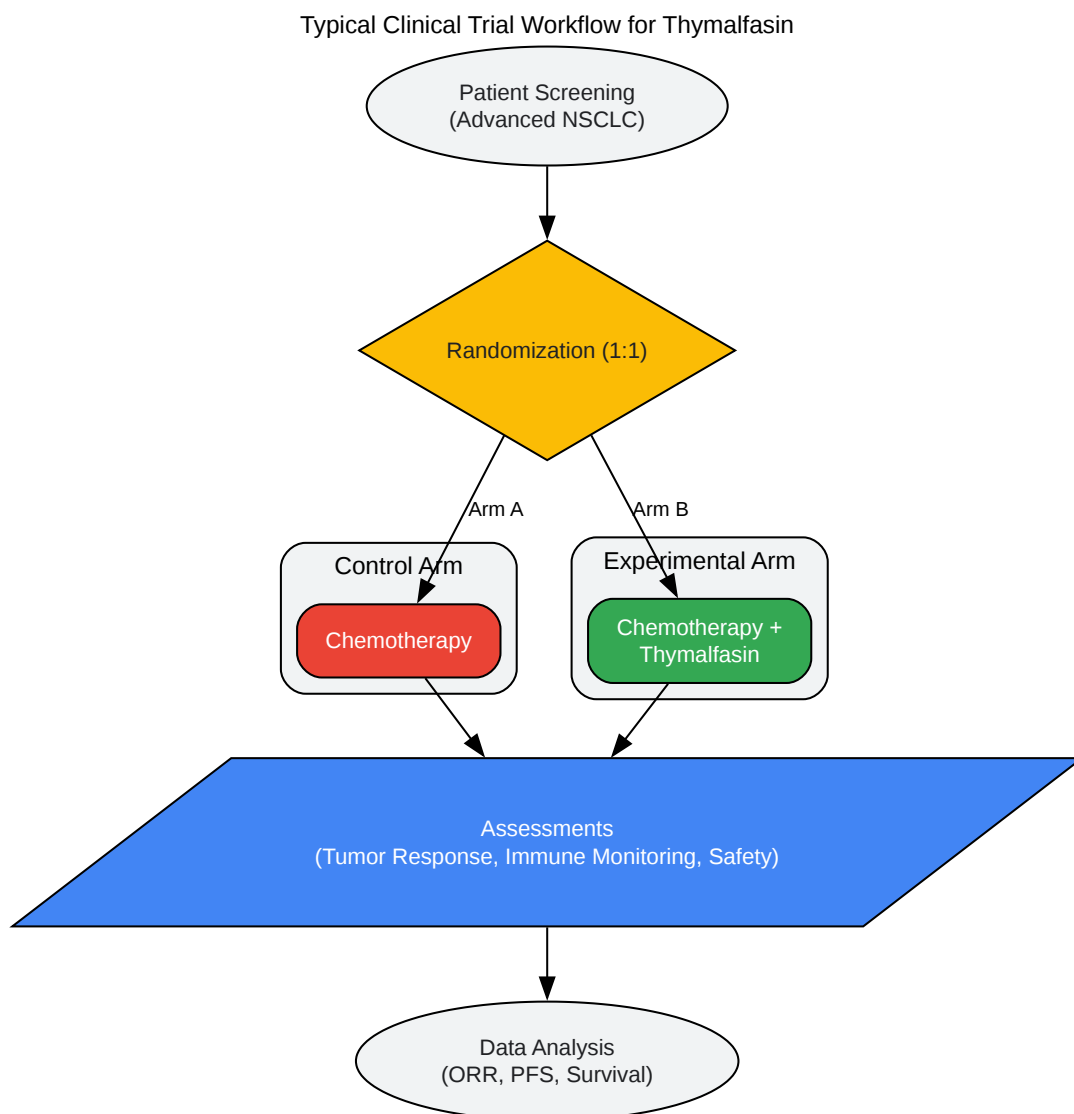 Typical Clinical Trial Workflow for Thymalfasin
Patient Screening
(Advanced NSCLC)
Randomization (1:1)
Arm A
Arm B
Control Arm
Experimental Arm
Chemotherapy
Chemotherapy +
Thymalfasin
Assessments
(Tumor Response, Immune Monitoring, Safety)
Data Analysis
(ORR, PFS, Survival)